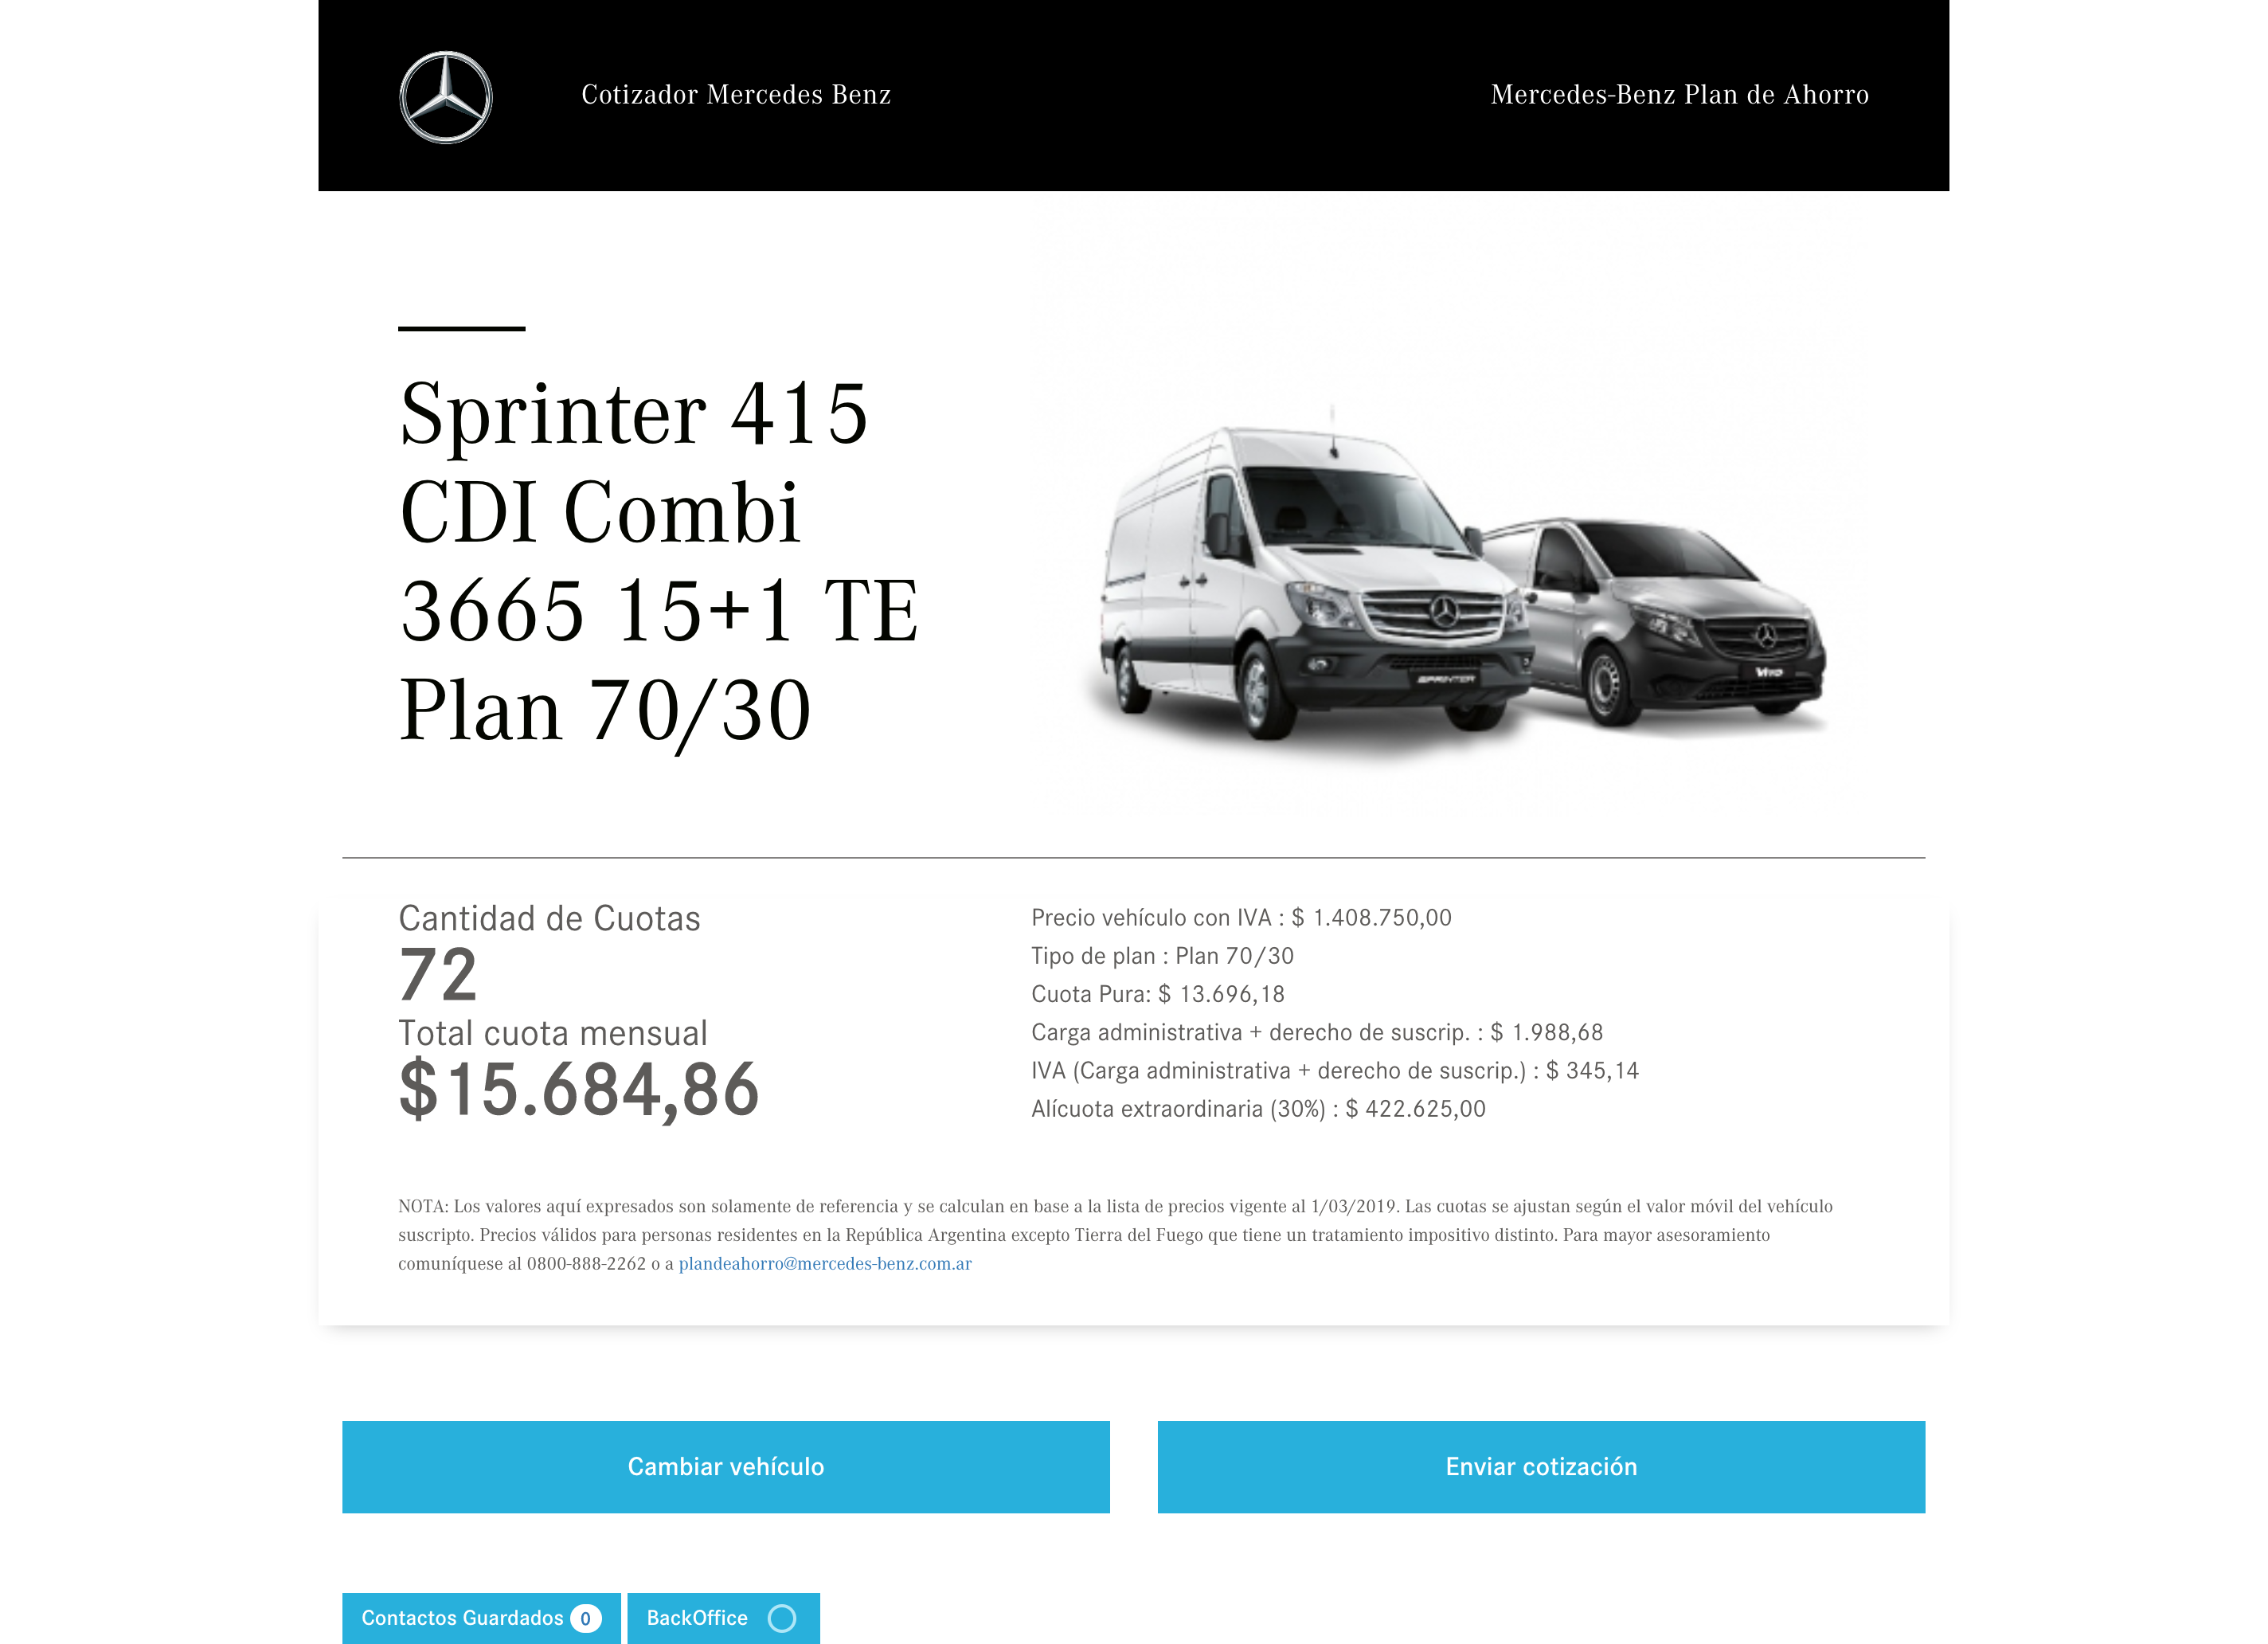 Cotizador Mercedes Benz
Mercedes-Benz Plan de Ahorro
Sprinter 415
CDI Combi
3665 15+1 TE
Plan 70/30
SPRINTER
VITO
Cantidad de Cuotas
72
Total cuota mensual
$15.684,86
Precio vehículo con IVA : $ 1.408.750,00
Tipo de plan : Plan 70/30
Cuota Pura: $ 13.696,18
Carga administrativa + derecho de suscrip. : $ 1.988,68
IVA (Carga administrativa + derecho de suscrip.) : $ 345,14
Alícuota extraordinaria (30%) : $ 422.625,00
NOTA: Los valores aquí expresados son solamente de referencia y se calculan en base a la lista de precios vigente al 1/03/2019. Las cuotas se ajustan según el valor móvil del vehículo
suscripto. Precios válidos para personas residentes en la República Argentina excepto Tierra del Fuego que tiene un tratamiento impositivo distinto. Para mayor asesoramiento
comuníquese al 0800-888-2262 o a plandeahorro@mercedes-benz.com.ar
Cambiar vehículo
Enviar cotización
Contactos Guardados 0
BackOffice